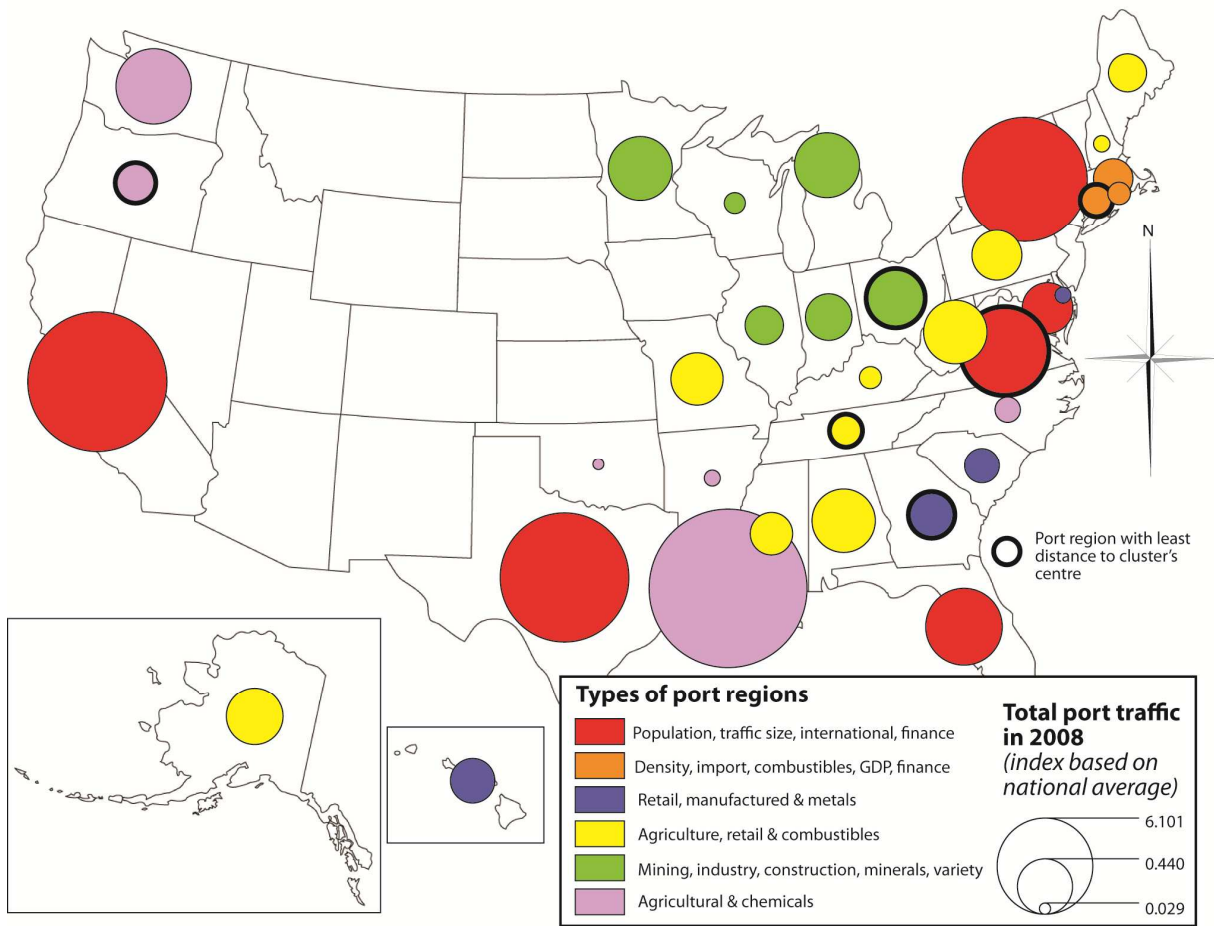 N
Port region with least
distance to cluster's
centre
Types of port regions
Population, traffic size, international, finance
Density, import, combustibles, GDP, finance
Retail, manufactured & metals
Agriculture, retail & combustibles
Mining, industry, construction, minerals, variety
Agricultural & chemicals
Total port traffic
in 2008
(index based on
national average)
6.101
0.440
0.029